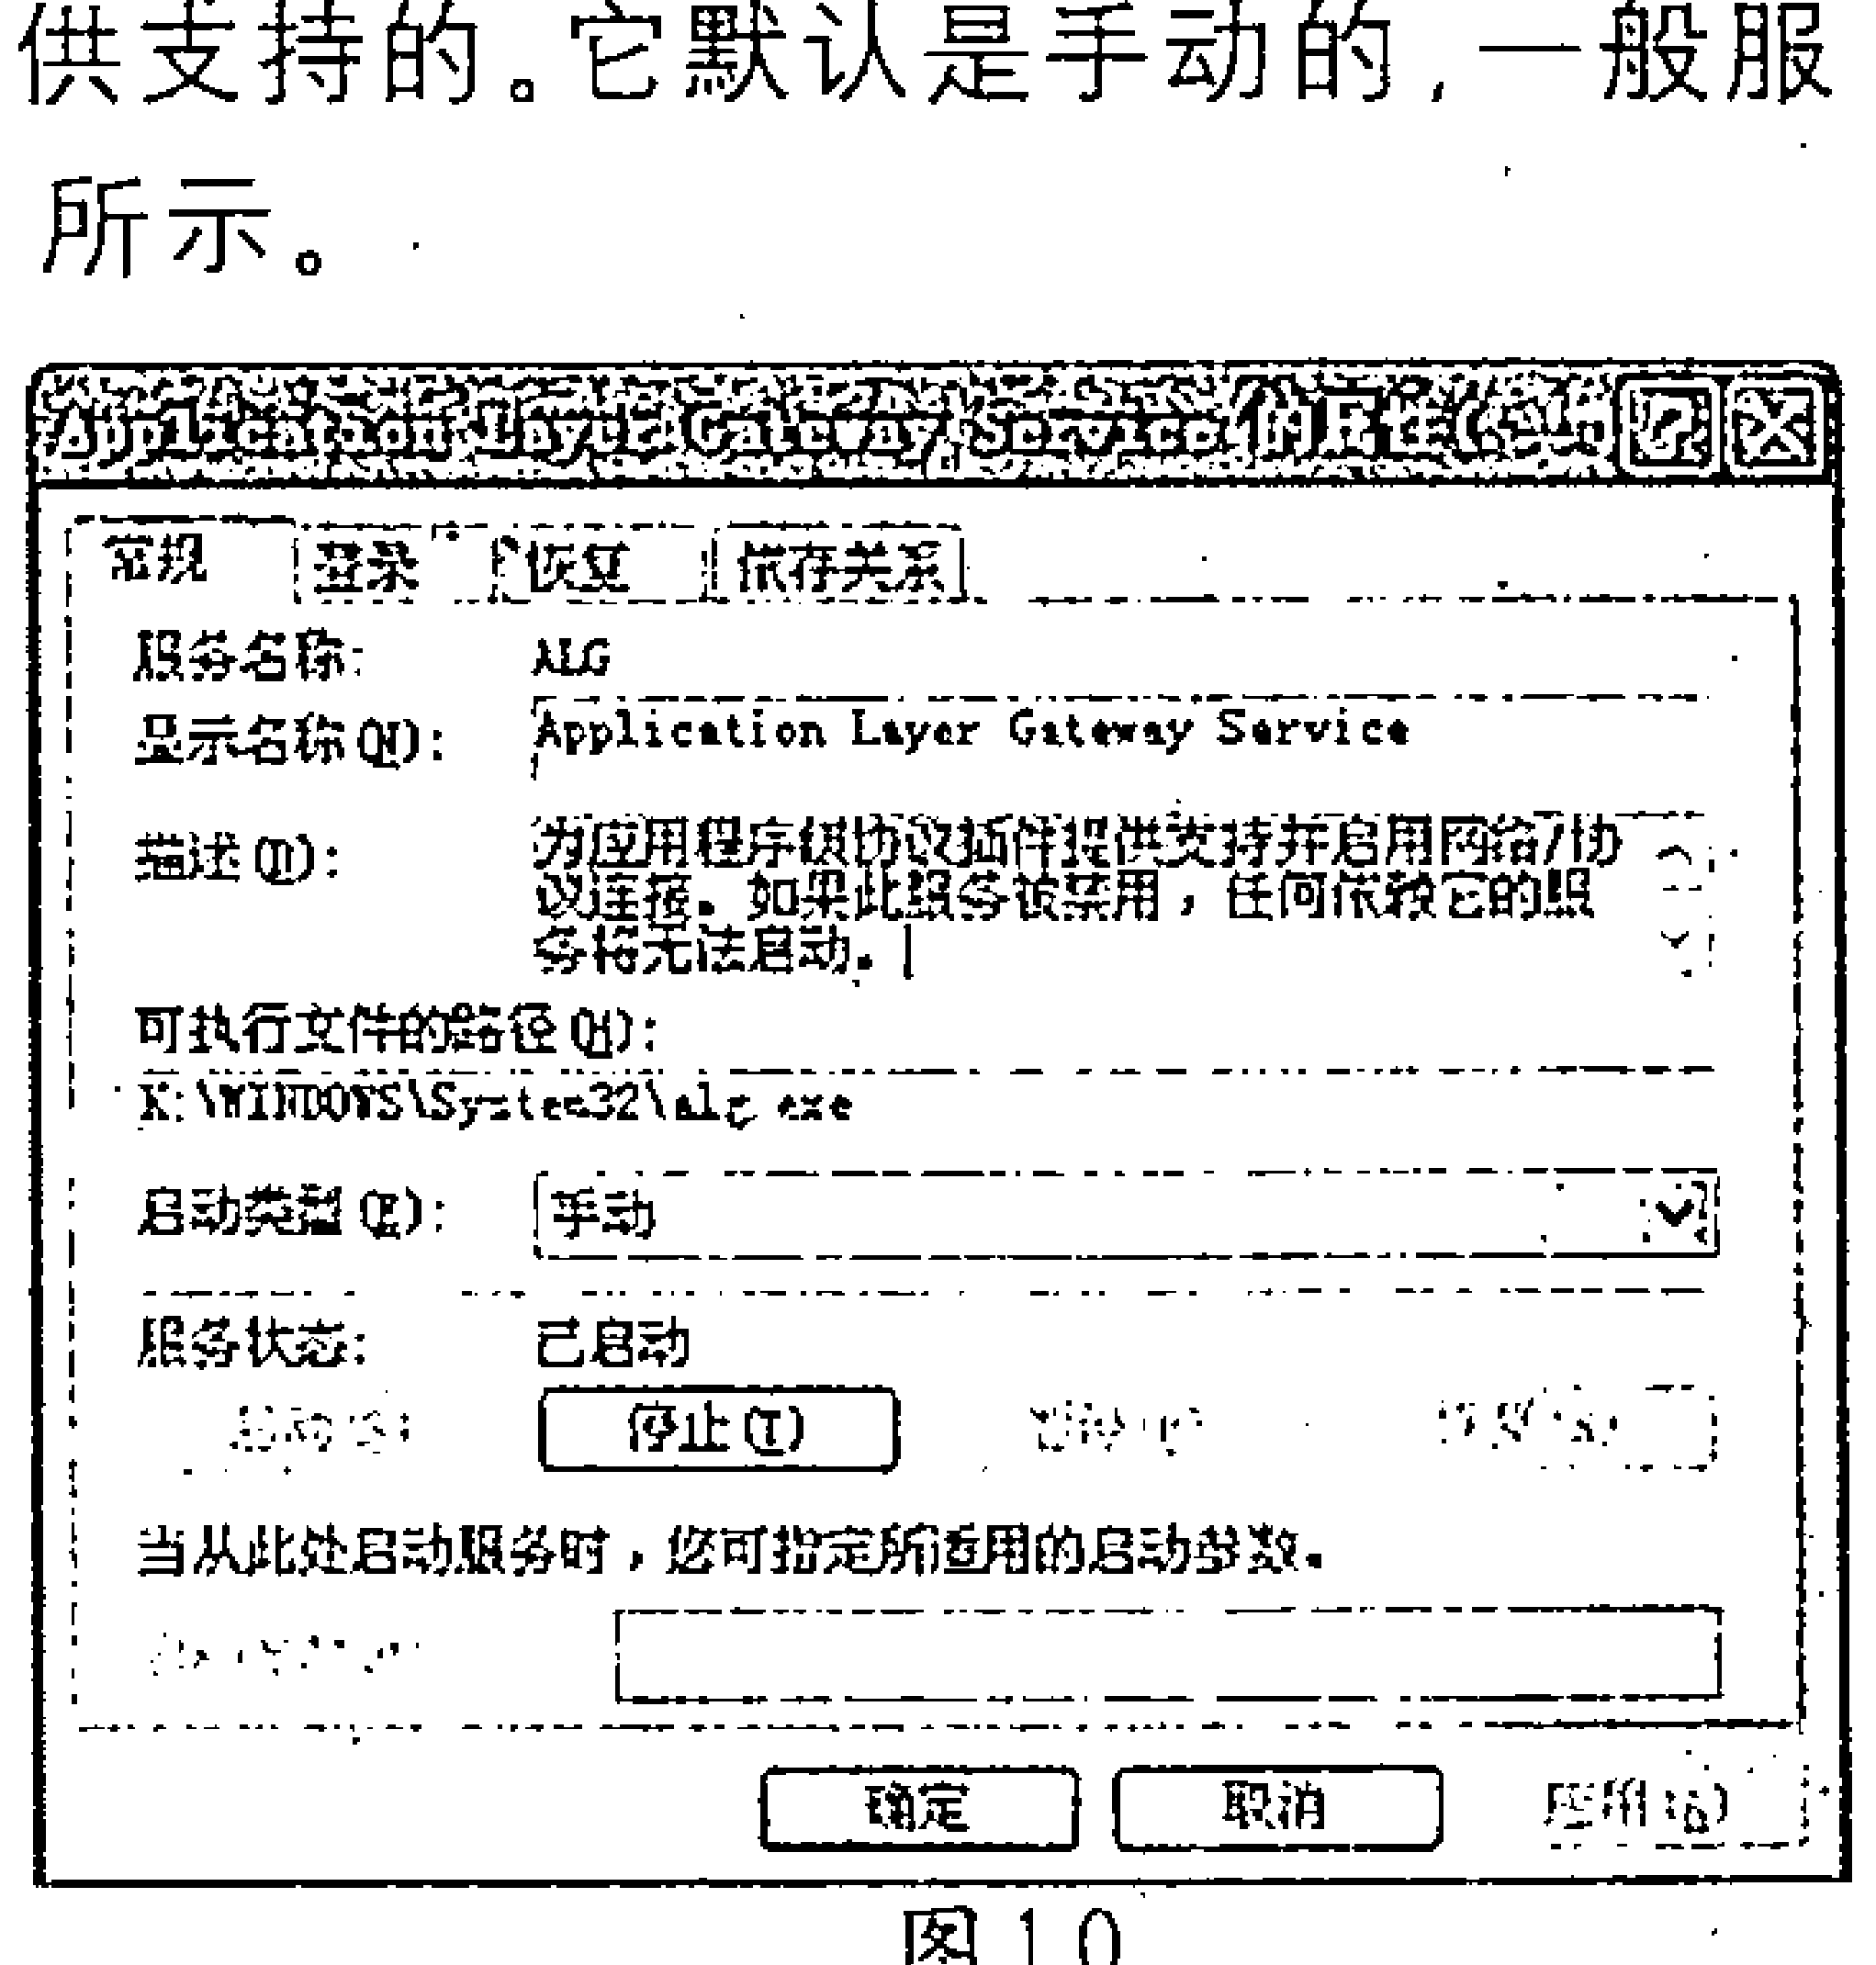 供支持的。它默认是手动的,一般服
所示。
Application Layer Gateway Service 的属性
常规 登录 恢复 依存关系
服务名称: ALG
显示名称(N): Application Layer Gateway Service
描述(D): 为应用程序级协议插件提供支持并启用网络/协
议连接。如果此服务被禁用，任何依赖它的服
务将无法启动。
可执行文件的路径(H):
K:\WINDOWS\System32\alg.exe
启动类型(E): 手动
服务状态: 已启动
停止(T)
当从此处启动服务时，您可指定所适用的启动参数。
确定 取消 应用(A)
图10